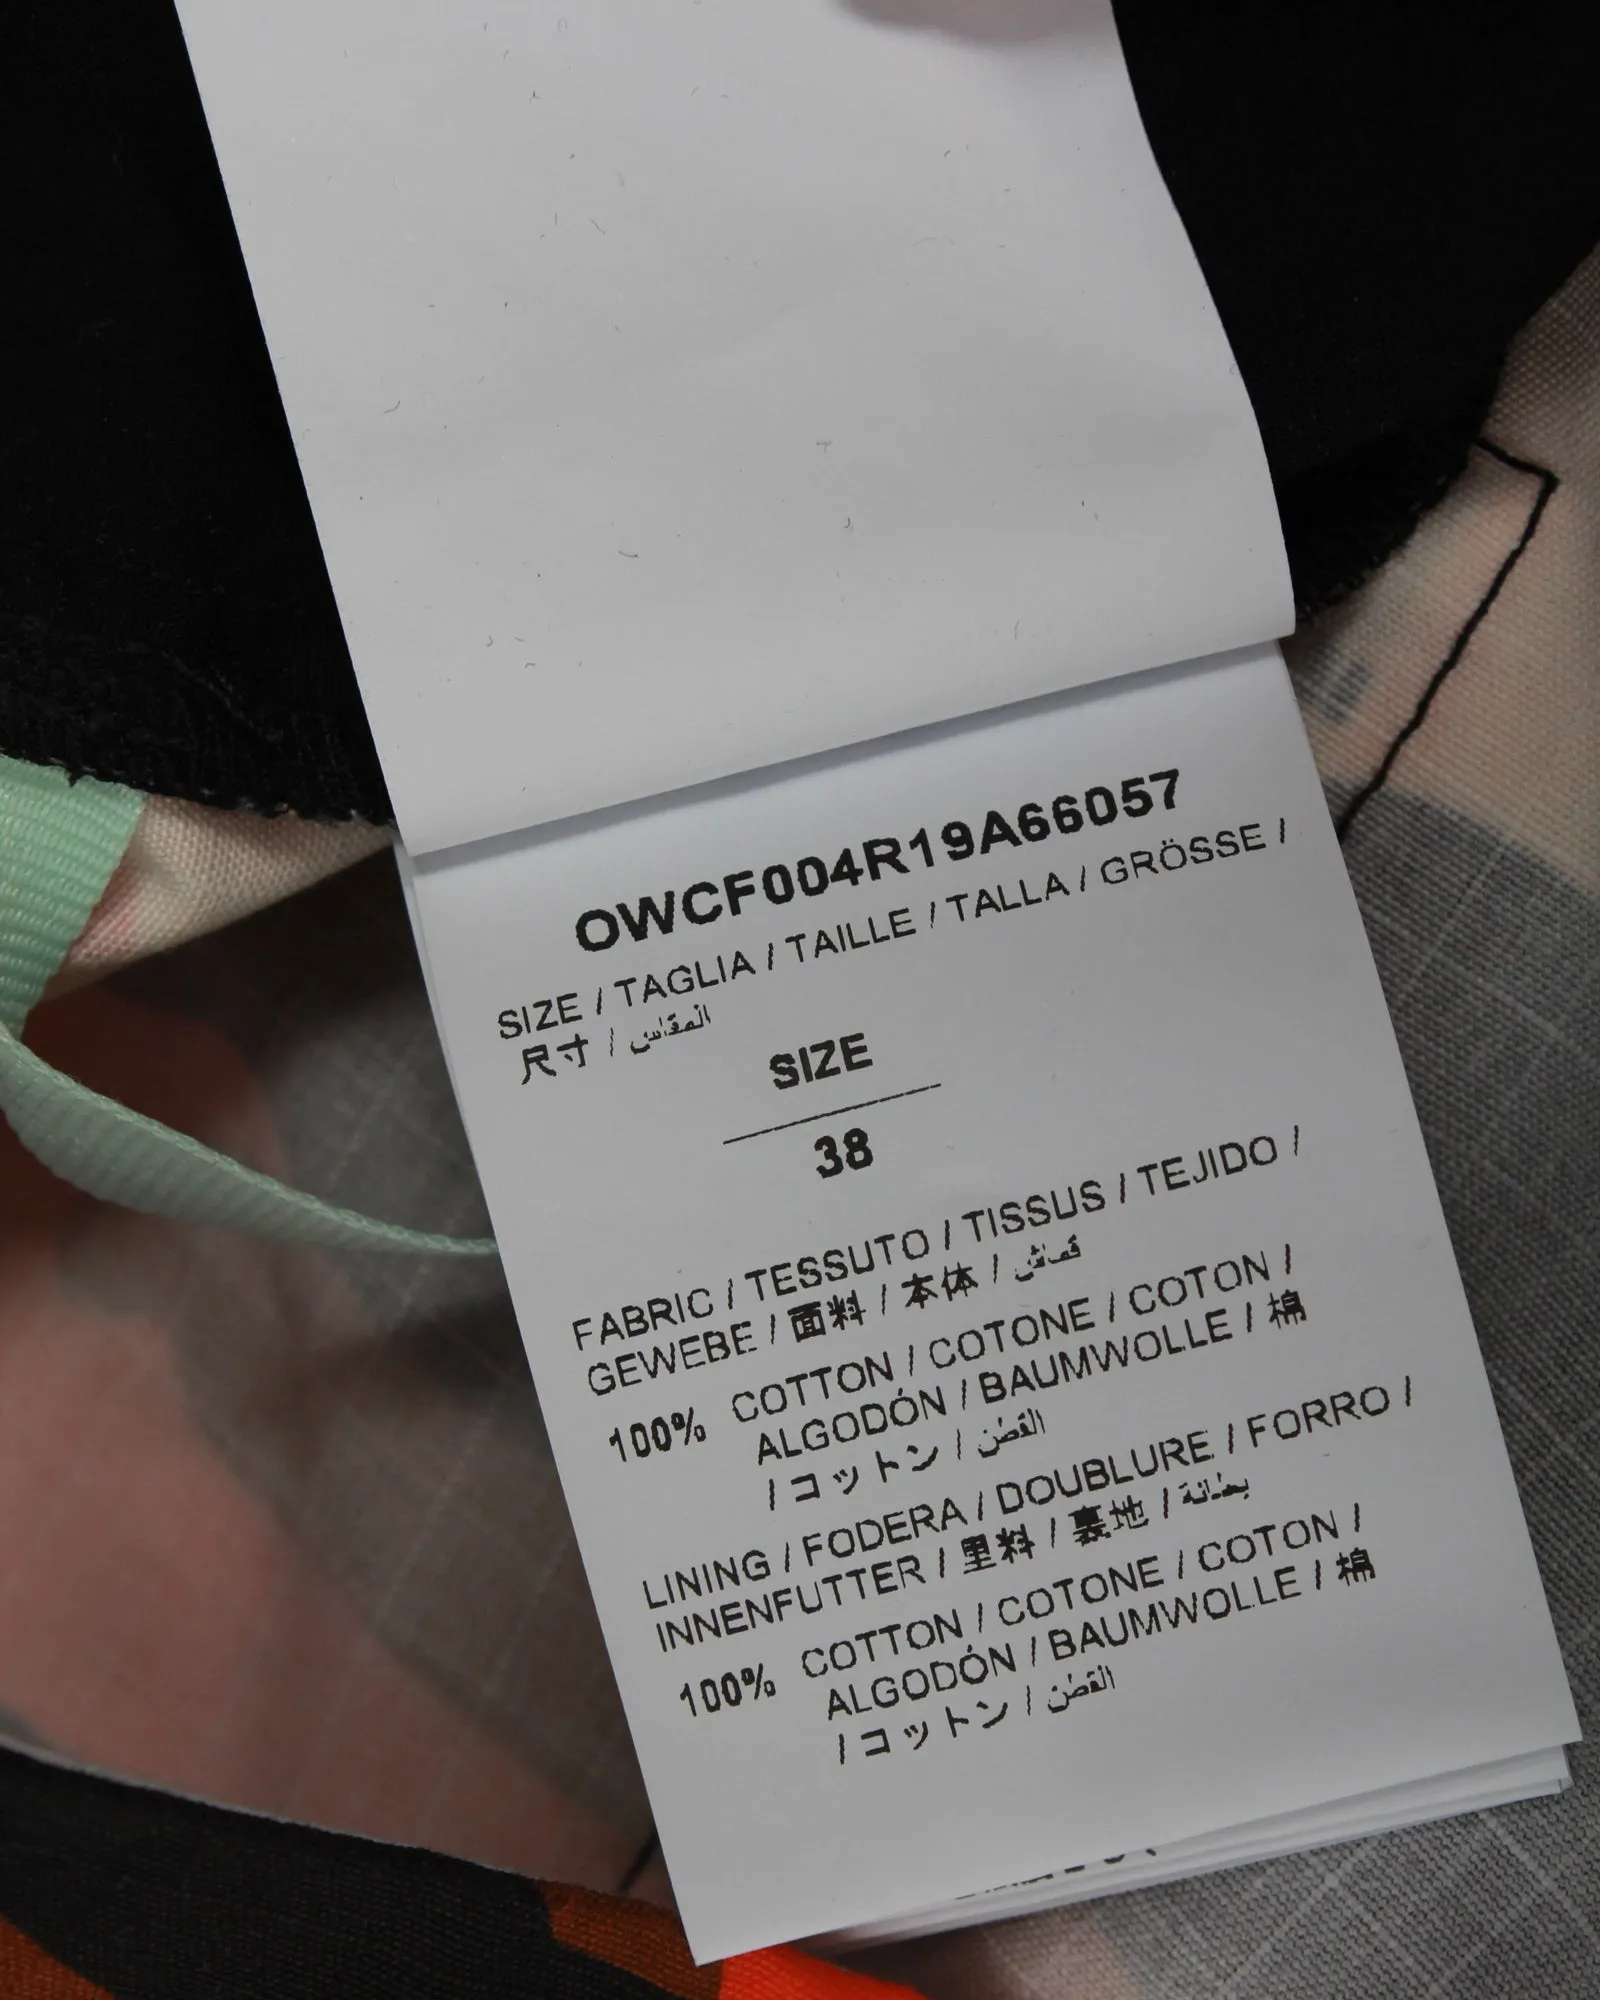 OWCF004R19A66057
SIZE / TAGLIA / TAILLE / TALLA / GRÖSSE /
尺寸 / المقاس
SIZE
38
FABRIC / TESSUTO / TISSUS / TEJIDO /
GEWEBE / 面料 / 本体 / قماش
100% COTTON / COTONE / COTON /
ALGODÓN / BAUMWOLLE / 棉
/ コットン / القطن
LINING / FODERA / DOUBLURE / FORRO /
INNENFUTTER / 里料 / 裏地 / بطانة
100% COTTON / COTONE / COTON /
ALGODÓN / BAUMWOLLE / 棉
/ コットン / القطن